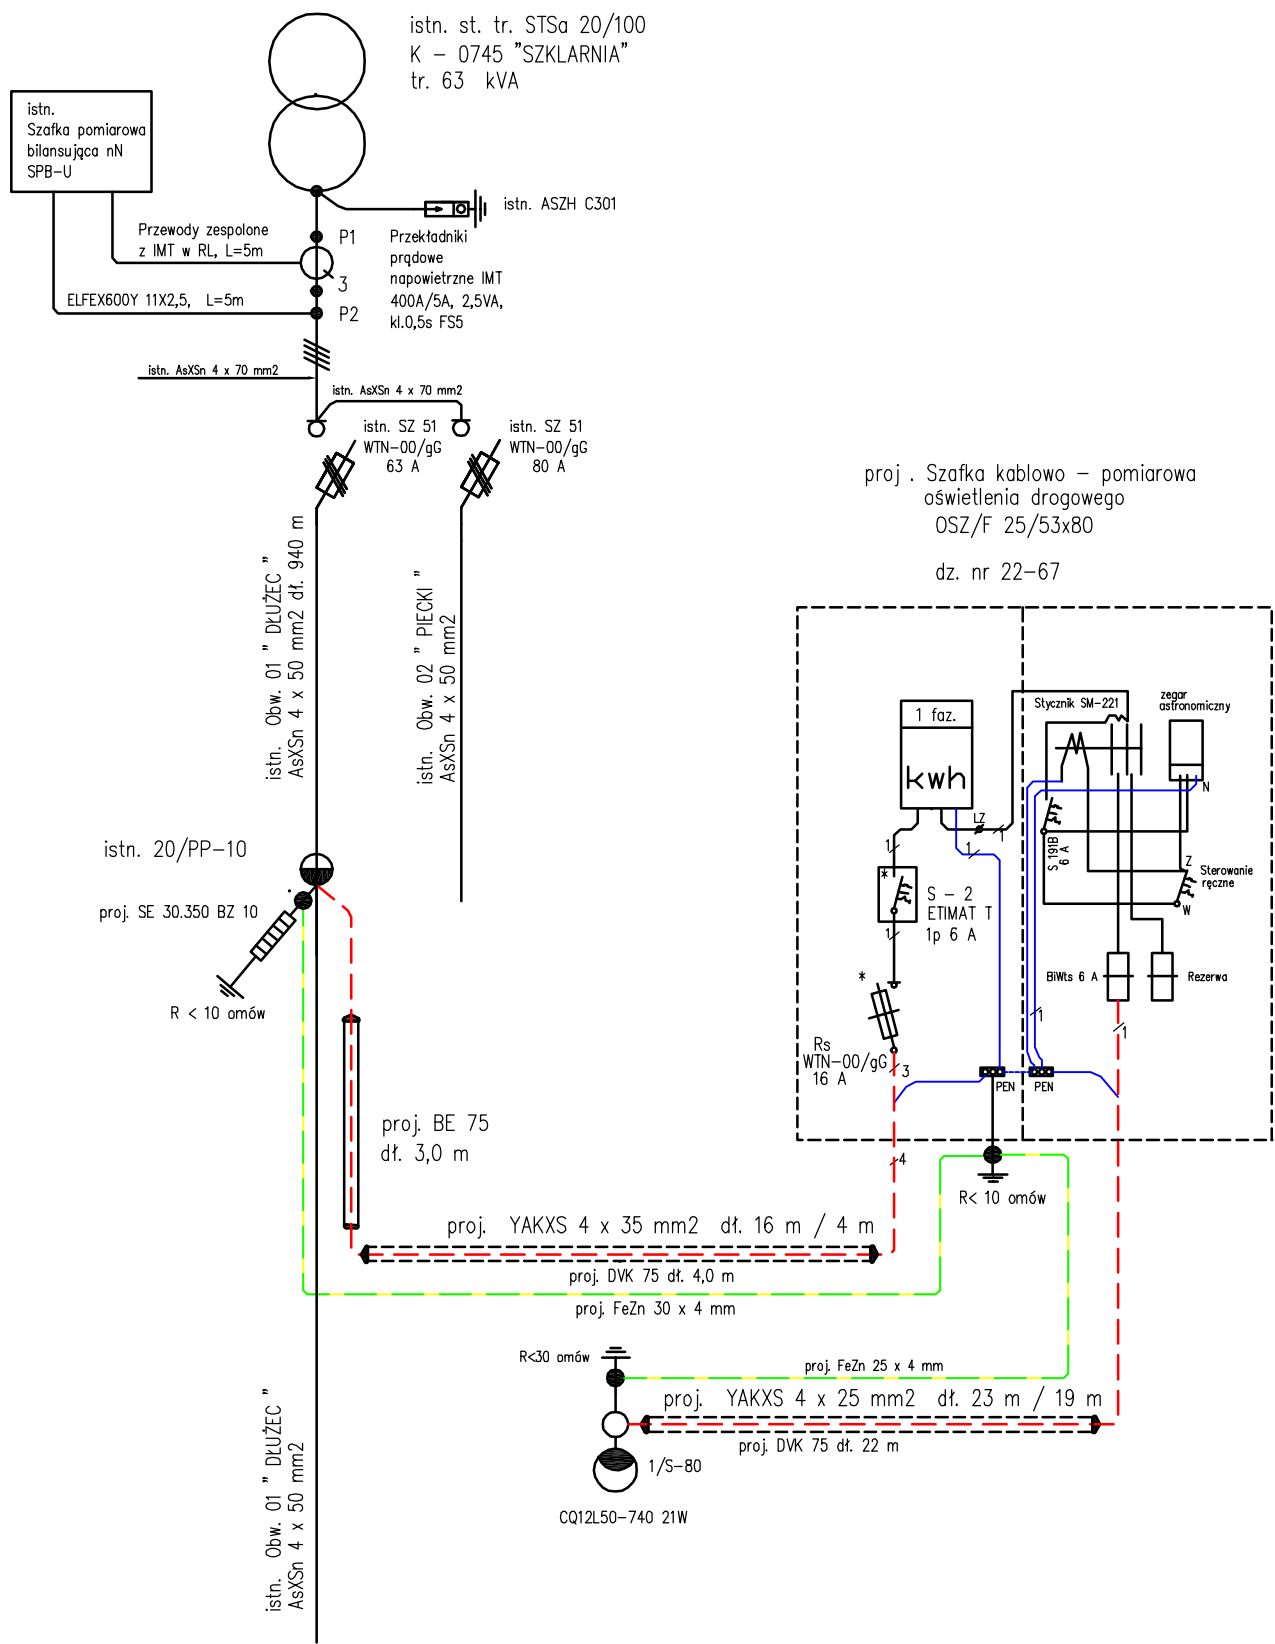 istn. st. tr. STSa 20/100
K - 0745 "SZKLARNIA"
tr. 63 kVA
istn.
Szafka pomiarowa
bilansująca nN
SPB-U
istn. ASZH C301
Przewody zespolone
z IMT w RL, L=5m
P1
3
P2
Przekładniki
prądowe
napowietrzne IMT
400A/5A, 2,5VA,
kl.0,5s FS5
ELFEX600Y 11X2,5, L=5m
istn. AsXSn 4 x 70 mm2
istn. AsXSn 4 x 70 mm2
istn. SZ 51
WTN-00/gG
63 A
istn. SZ 51
WTN-00/gG
80 A
istn. Obw. 01 " DŁUŻEC "
AsXSn 4 x 50 mm2 dł. 940 m
istn. Obw. 02 " PIECKI "
AsXSn 4 x 50 mm2
proj . Szafka kablowo - pomiarowa
oświetlenia drogowego
OSZ/F 25/53x80
dz. nr 22-67
1 faz.
kwh
LZ
1
1
1
*
S - 2
ETIMAT T
1p 6 A
1
*
Rs
WTN-00/gG
16 A
3
4
Stycznik SM-221
zegar
astronomiczny
N
S 191B
6 A
Z
Sterowanie
ręczne
W
BiWts 6 A
Rezerwa
1
1
PEN
PEN
R< 10 omów
istn. 20/PP-10
proj. SE 30.350 BZ 10
R < 10 omów
proj. BE 75
dł. 3,0 m
proj. YAKXS 4 x 35 mm2 dł. 16 m / 4 m
proj. DVK 75 dł. 4,0 m
proj. FeZn 30 x 4 mm
R<30 omów
proj. FeZn 25 x 4 mm
proj. YAKXS 4 x 25 mm2 dł. 23 m / 19 m
proj. DVK 75 dł. 22 m
1/S-80
CQ12L50-740 21W
istn. Obw. 01 " DŁUŻEC "
AsXSn 4 x 50 mm2